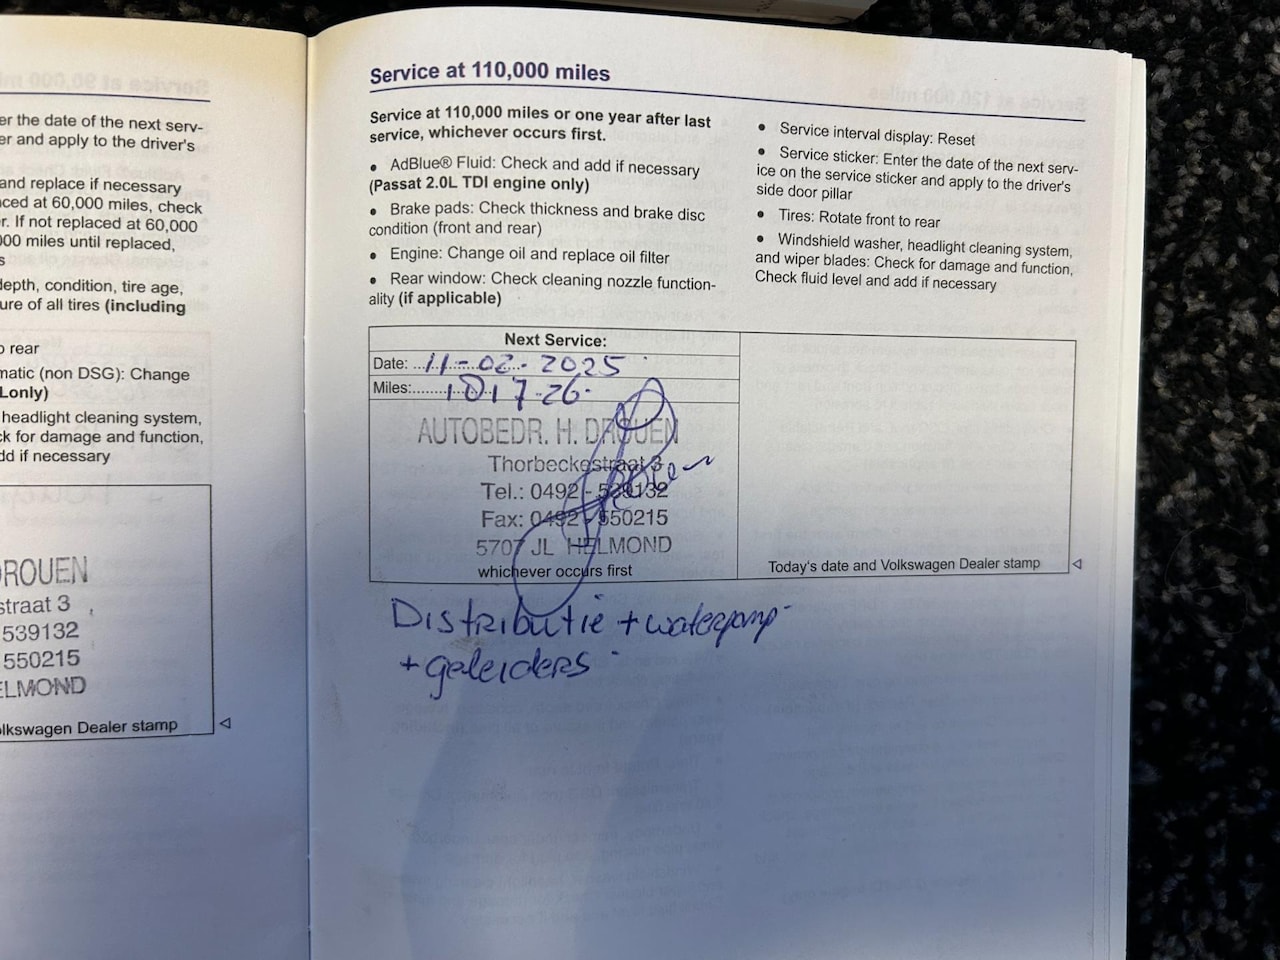 er the date of the next serv-
er and apply to the driver's
and replace if necessary
ced at 60,000 miles, check
r. If not replaced at 60,000
000 miles until replaced,
s
depth, condition, tire age,
ure of all tires (including
o rear
matic (non DSG): Change
Lonly)
headlight cleaning system,
ck for damage and function,
dd if necessary
ROUEN
straat 3
539132
550215
ELMOND
olkswagen Dealer stamp
Service at 110,000 miles
Service at 110,000 miles or one year after last
service, whichever occurs first.
• AdBlue® Fluid: Check and add if necessary
(Passat 2.0L TDI engine only)
• Brake pads: Check thickness and brake disc
condition (front and rear)
• Engine: Change oil and replace oil filter
• Rear window: Check cleaning nozzle function-
ality (if applicable)
• Service interval display: Reset
• Service sticker: Enter the date of the next serv-
ice on the service sticker and apply to the driver's
side door pillar
• Tires: Rotate front to rear
• Windshield washer, headlight cleaning system,
and wiper blades: Check for damage and function,
Check fluid level and add if necessary
Next Service:
Date: 11-02-2025
Miles: 101726
AUTOBEDR. H. DROUEN
Thorbeckestraat 3
Tel.: 0492 - 539132
Fax: 0492 - 550215
5707 JL HELMOND
whichever occurs first
Today's date and Volkswagen Dealer stamp
Distributie + waterpomp
+ geleiders